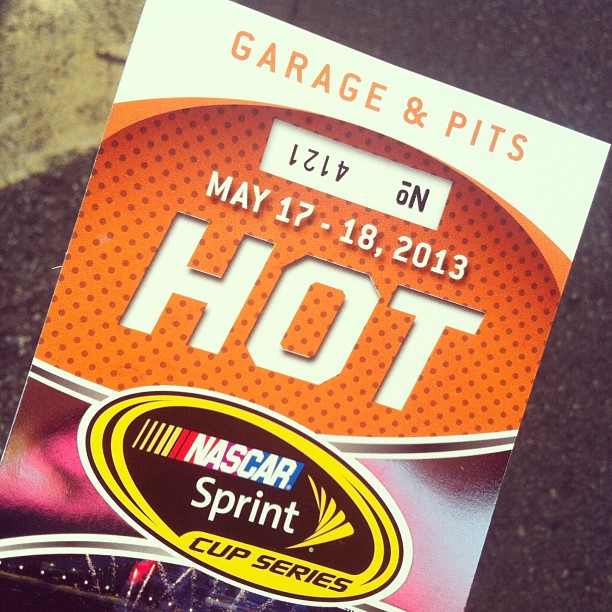 GARAGE & PITS
Nº 4121
MAY 17 - 18, 2013
HOT
NASCAR
Sprint
CUP SERIES